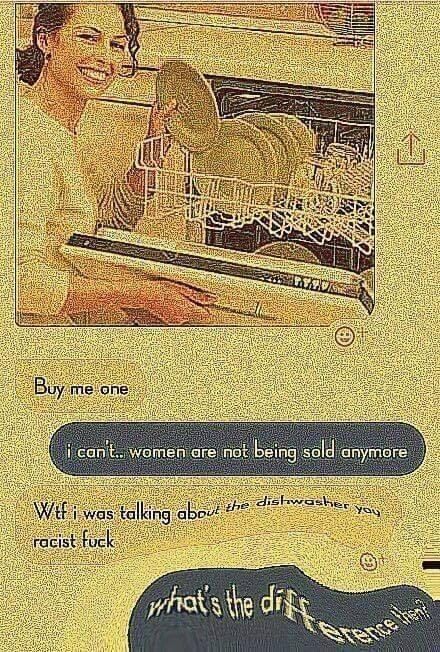 Buy me one
i can't.. women are not being sold anymore
Wtf i was talking about the dishwasher you
racist fuck
what's the difference then?